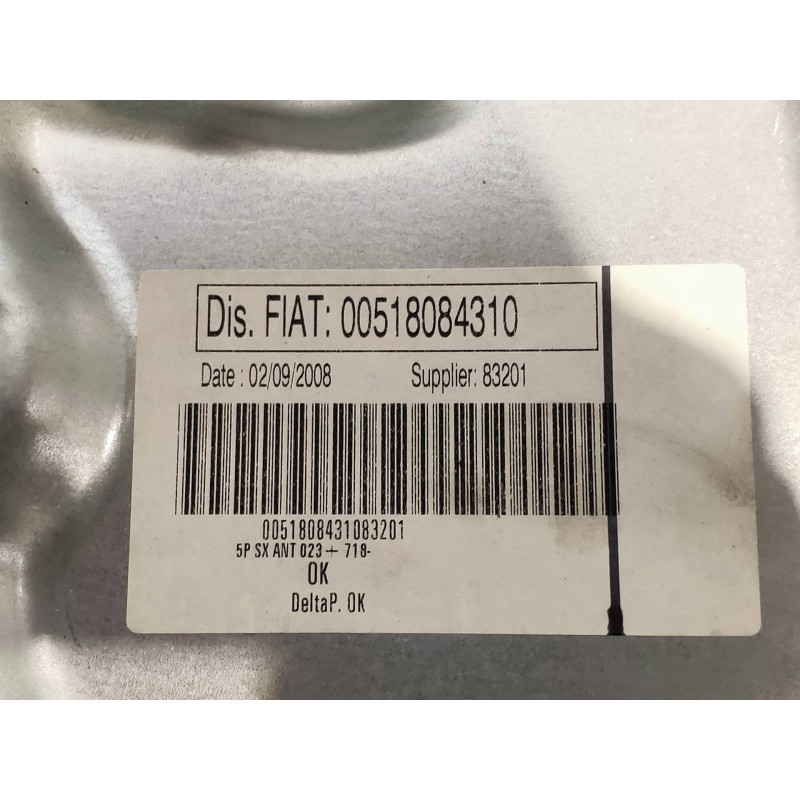 Dis. FIAT: 00518084310
Date : 02/09/2008 Supplier: 83201
0051808431083201
5P SX ANT 023+ 718-
OK
DeltaP. OK